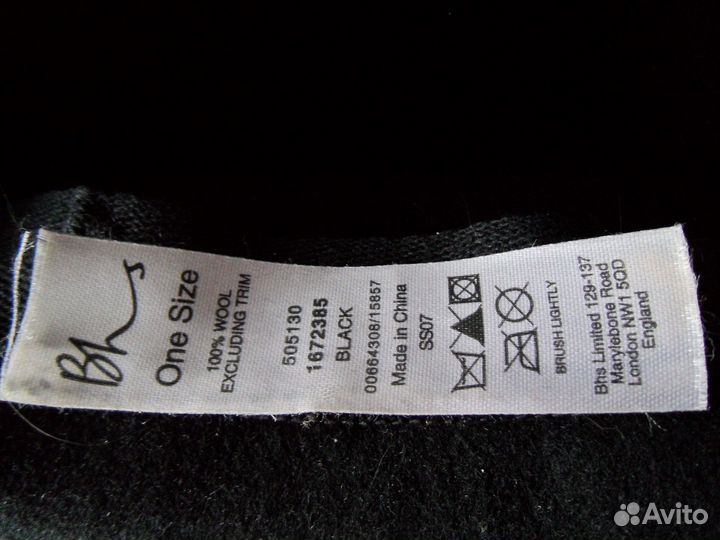 Bhs
One Size
100% WOOL
EXCLUDING TRIM
505130
1672385
BLACK
00664308/15857
Made in China
SS07
BRUSH LIGHTLY
Bhs Limited 129-137
Marylebone Road
London NW1 5QD
England
Avito